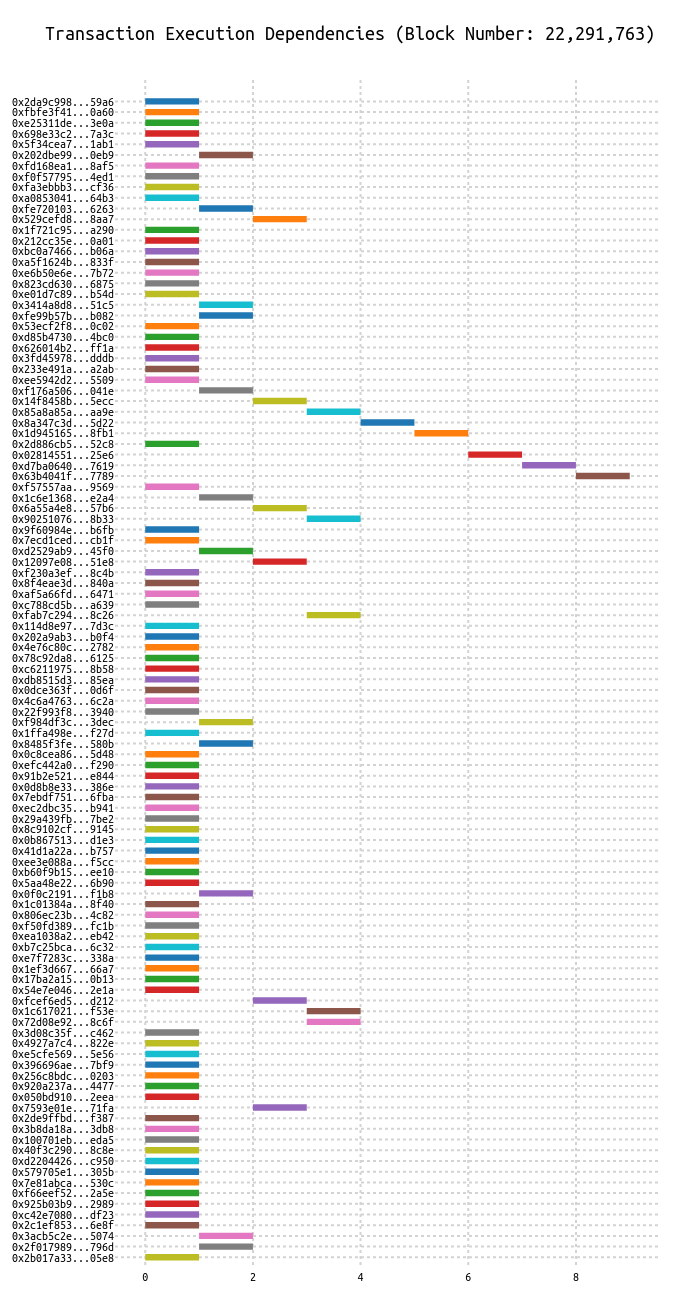 Transaction Execution Dependencies (Block Number: 22,291,763)
0x2da9c998...59a6
0xfbfe3f41...0a60
0xe25311de...3e0a
0x698e33c2...7a3c
0x5f34cea7...1ab1
0x202dbe99...0eb9
0xfd168ea1...8af5
0xf0f57795...4ed1
0xfa3ebbb3...cf36
0xa0853041...64b3
0xfe720103...6263
0x529cefd8...8aa7
0x1f721c95...a290
0x212cc35e...0a01
0xbc0a7466...b06a
0xa5f1624b...833f
0xe6b50e6e...7b72
0x823cd630...6875
0xe01d7c89...b54d
0x3414a8d8...51c5
0xfe99b57b...b082
0x53ecf2f8...0c02
0xd85b4730...4bc0
0x626014b2...ff1a
0x3fd45978...dddb
0x233e491a...a2ab
0xee5942d2...5509
0xf176a506...041e
0x14f8458b...5ecc
0x85a8a85a...aa9e
0x8a347c3d...5d22
0x1d945165...8fb1
0x2d886cb5...52c8
0x02814551...25e6
0xd7ba0640...7619
0x63b4041f...7789
0xf57557aa...9569
0x1c6e1368...e2a4
0x6a55a4e8...57b6
0x90251076...8b33
0x9f60984e...b6fb
0x7ecd1ced...cb1f
0xd2529ab9...45f0
0x12097e08...51e8
0xf230a3ef...8c4b
0x8f4eae3d...840a
0xaf5a66fd...6471
0xc788cd5b...a639
0xfab7c294...8c26
0x114d8e97...7d3c
0x202a9ab3...b0f4
0x4e76c80c...2782
0x78c92da8...6125
0xc6211975...8b58
0xdb8515d3...85ea
0x0dce363f...0d6f
0x4c6a4763...6c2a
0x22f993f8...3940
0xf984df3c...3dec
0x1ffa498e...f27d
0x8485f3fe...580b
0x0c8cea86...5d48
0xefc442a0...f290
0x91b2e521...e844
0x0d8b8e33...386e
0x7ebdf751...6fba
0xec2dbc35...b941
0x29a439fb...7be2
0x8c9102cf...9145
0x0b867513...d1e3
0x41d1a22a...b757
0xee3e088a...f5cc
0xb60f9b15...ee10
0x5aa48e22...6b90
0x0f0c2191...f1b8
0x1c01384a...8f40
0x806ec23b...4c82
0xf50fd389...fc1b
0xea1038a2...eb42
0xb7c25bca...6c32
0xe7f7283c...338a
0x1ef3d667...66a7
0x17ba2a15...0b13
0x54e7e046...2e1a
0xfcef6ed5...d212
0x1c617021...f53e
0x72d08e92...8c6f
0x3d08c35f...c462
0x4927a7c4...822e
0xe5cfe569...5e56
0x396696ae...7bf9
0x256c8bdc...0203
0x920a237a...4477
0x050bd910...2eea
0x7593e01e...71fa
0x2de9ffbd...f387
0x3b8da18a...3db8
0x100701eb...eda5
0x40f3c290...8c8e
0xd2204426...c950
0x579705e1...305b
0x7e81abca...530c
0xf66eef52...2a5e
0x925b03b9...2989
0xc42e7080...df23
0x2c1ef853...6e8f
0x3acb5c2e...5074
0x2f017989...796d
0x2b017a33...05e8
0 2 4 6 8